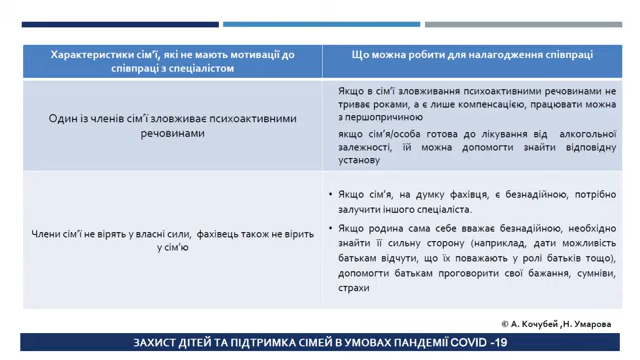 Характеристики сім'ї, які не мають мотивації до
співпраці з спеціалістом
Що можна робити для налагодження співпраці
Один із членів сім'ї зловживає психоактивними
речовинами
Якщо в сім'ї зловживання психоактивними речовинами не
триває роками, а є лише компенсацією, працювати можна
з першопричиною
якщо сім'я/особа готова до лікування від алкогольної
залежності, їй можна допомогти знайти відповідну
установу
Члени сім'ї не вірять у власні сили, фахівець також не вірить
у сім'ю
• Якщо сім'я, на думку фахівця, є безнадійною, потрібно
залучити іншого спеціаліста.
• Якщо родина сама себе вважає безнадійною, необхідно
знайти її сильну сторону (наприклад, дати можливість
батькам відчути, що їх поважають у ролі батьків тощо),
допомогти батькам проговорити свої бажання, сумніви,
страхи
© А. Кочубей ,Н. Умарова
ЗАХИСТ ДІТЕЙ ТА ПІДТРИМКА СІМЕЙ В УМОВАХ ПАНДЕМІЇ COVID -19